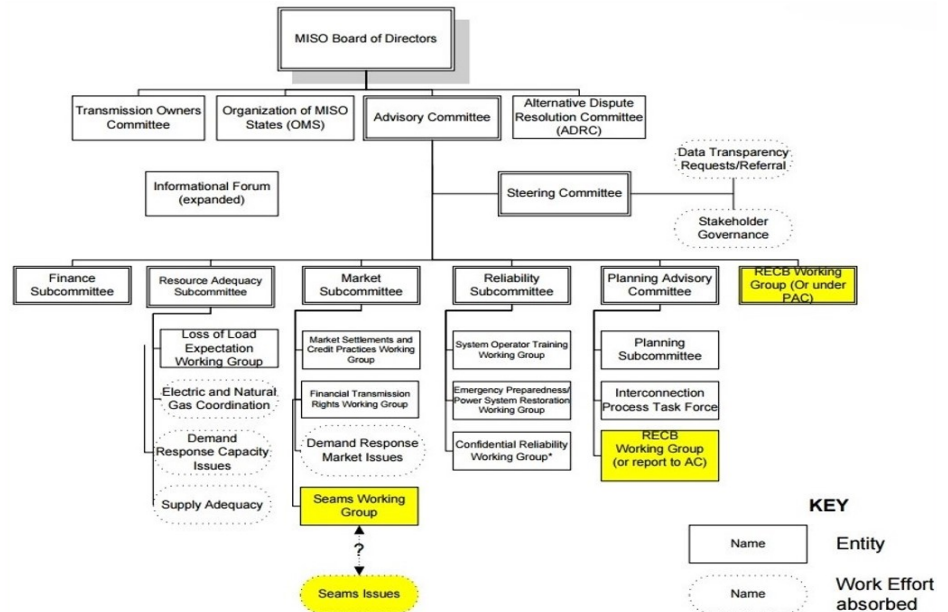 MISO Board of Directors
Transmission Owners
Committee
Organization of MISO
States (OMS)
Advisory Committee
Alternative Dispute
Resolution Committee
(ADRC)
Data Transparency
Requests/Referral
Informational Forum
(expanded)
Steering Committee
Stakeholder
Governance
Finance
Subcommittee
Resource Adequacy
Subcommittee
Market
Subcommittee
Reliability
Subcommittee
Planning Advisory
Committee
RECB Working
Group (Or under
PAC)
Loss of Load
Expectation
Working Group
Electric and Natural
Gas Coordination
Demand
Response Capacity
Issues
Supply Adequacy
Market Settlements and
Credit Practices Working
Group
Financial Transmission
Rights Working Group
Demand Response
Market Issues
Seams Working
Group
?
Seams Issues
System Operator Training
Working Group
Emergency Preparedness/
Power System Restoration
Working Group
Confidential Reliability
Working Group*
Planning
Subcommittee
Interconnection
Process Task Force
RECB
Working Group
(or report to AC)
KEY
Name
Entity
Name
Work Effort
absorbed